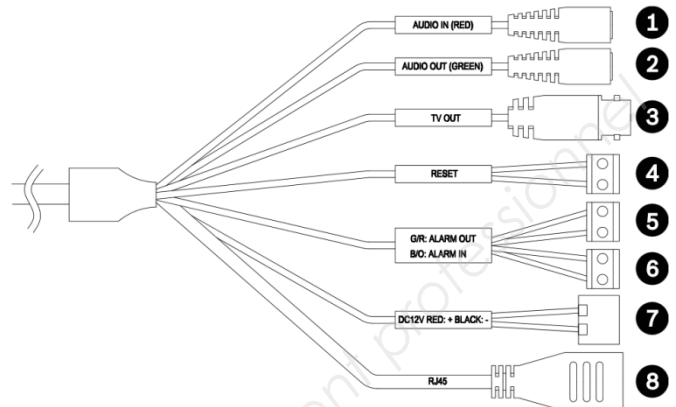 AUDIO IN (RED)
1
AUDIO OUT (GREEN)
2
TV OUT
3
RESET
4
G/R: ALARM OUT
5
B/O: ALARM IN
6
DC12V RED: + BLACK: -
7
RJ45
8
professionnel